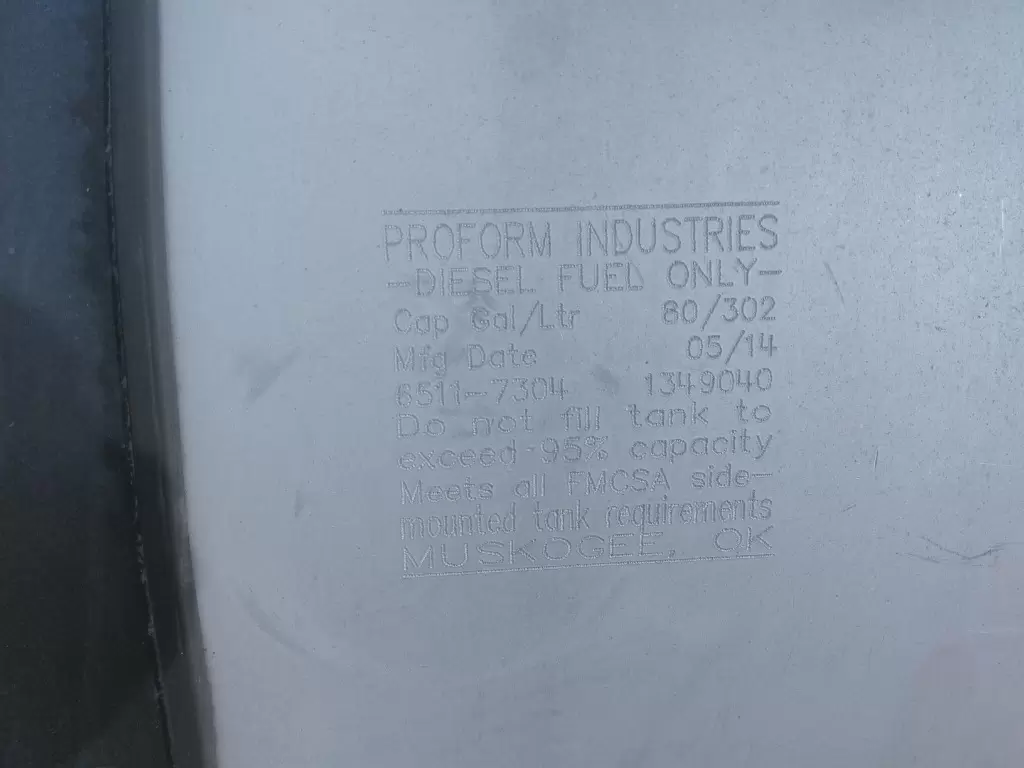 PROFORM INDUSTRIES
-DIESEL FUEL ONLY-
Cap Gal/Ltr 80/302
Mfg Date 05/14
6511-7304 1349040
Do not fill tank to
exceed 95% capacity
Meets all FMCSA side-
mounted tank requirements
MUSKOGEE, OK